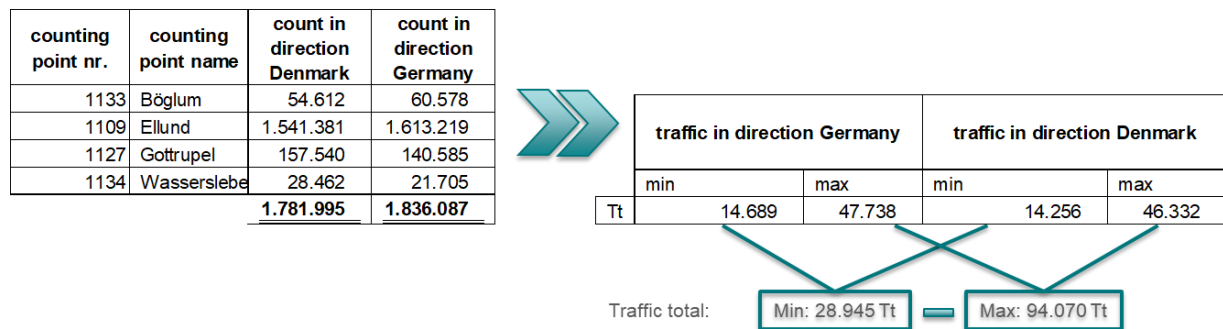 counting point nr. counting point name count in direction Denmark count in direction Germany
1133 Böglum 54.612 60.578
1109 Ellund 1.541.381 1.613.219
1127 Gottrupel 157.540 140.585
1134 Wasserslebe 28.462 21.705
1.781.995 1.836.087
traffic in direction Germany traffic in direction Denmark
min max min max
Tt 14.689 47.738 14.256 46.332
Traffic total: Min: 28.945 Tt Max: 94.070 Tt